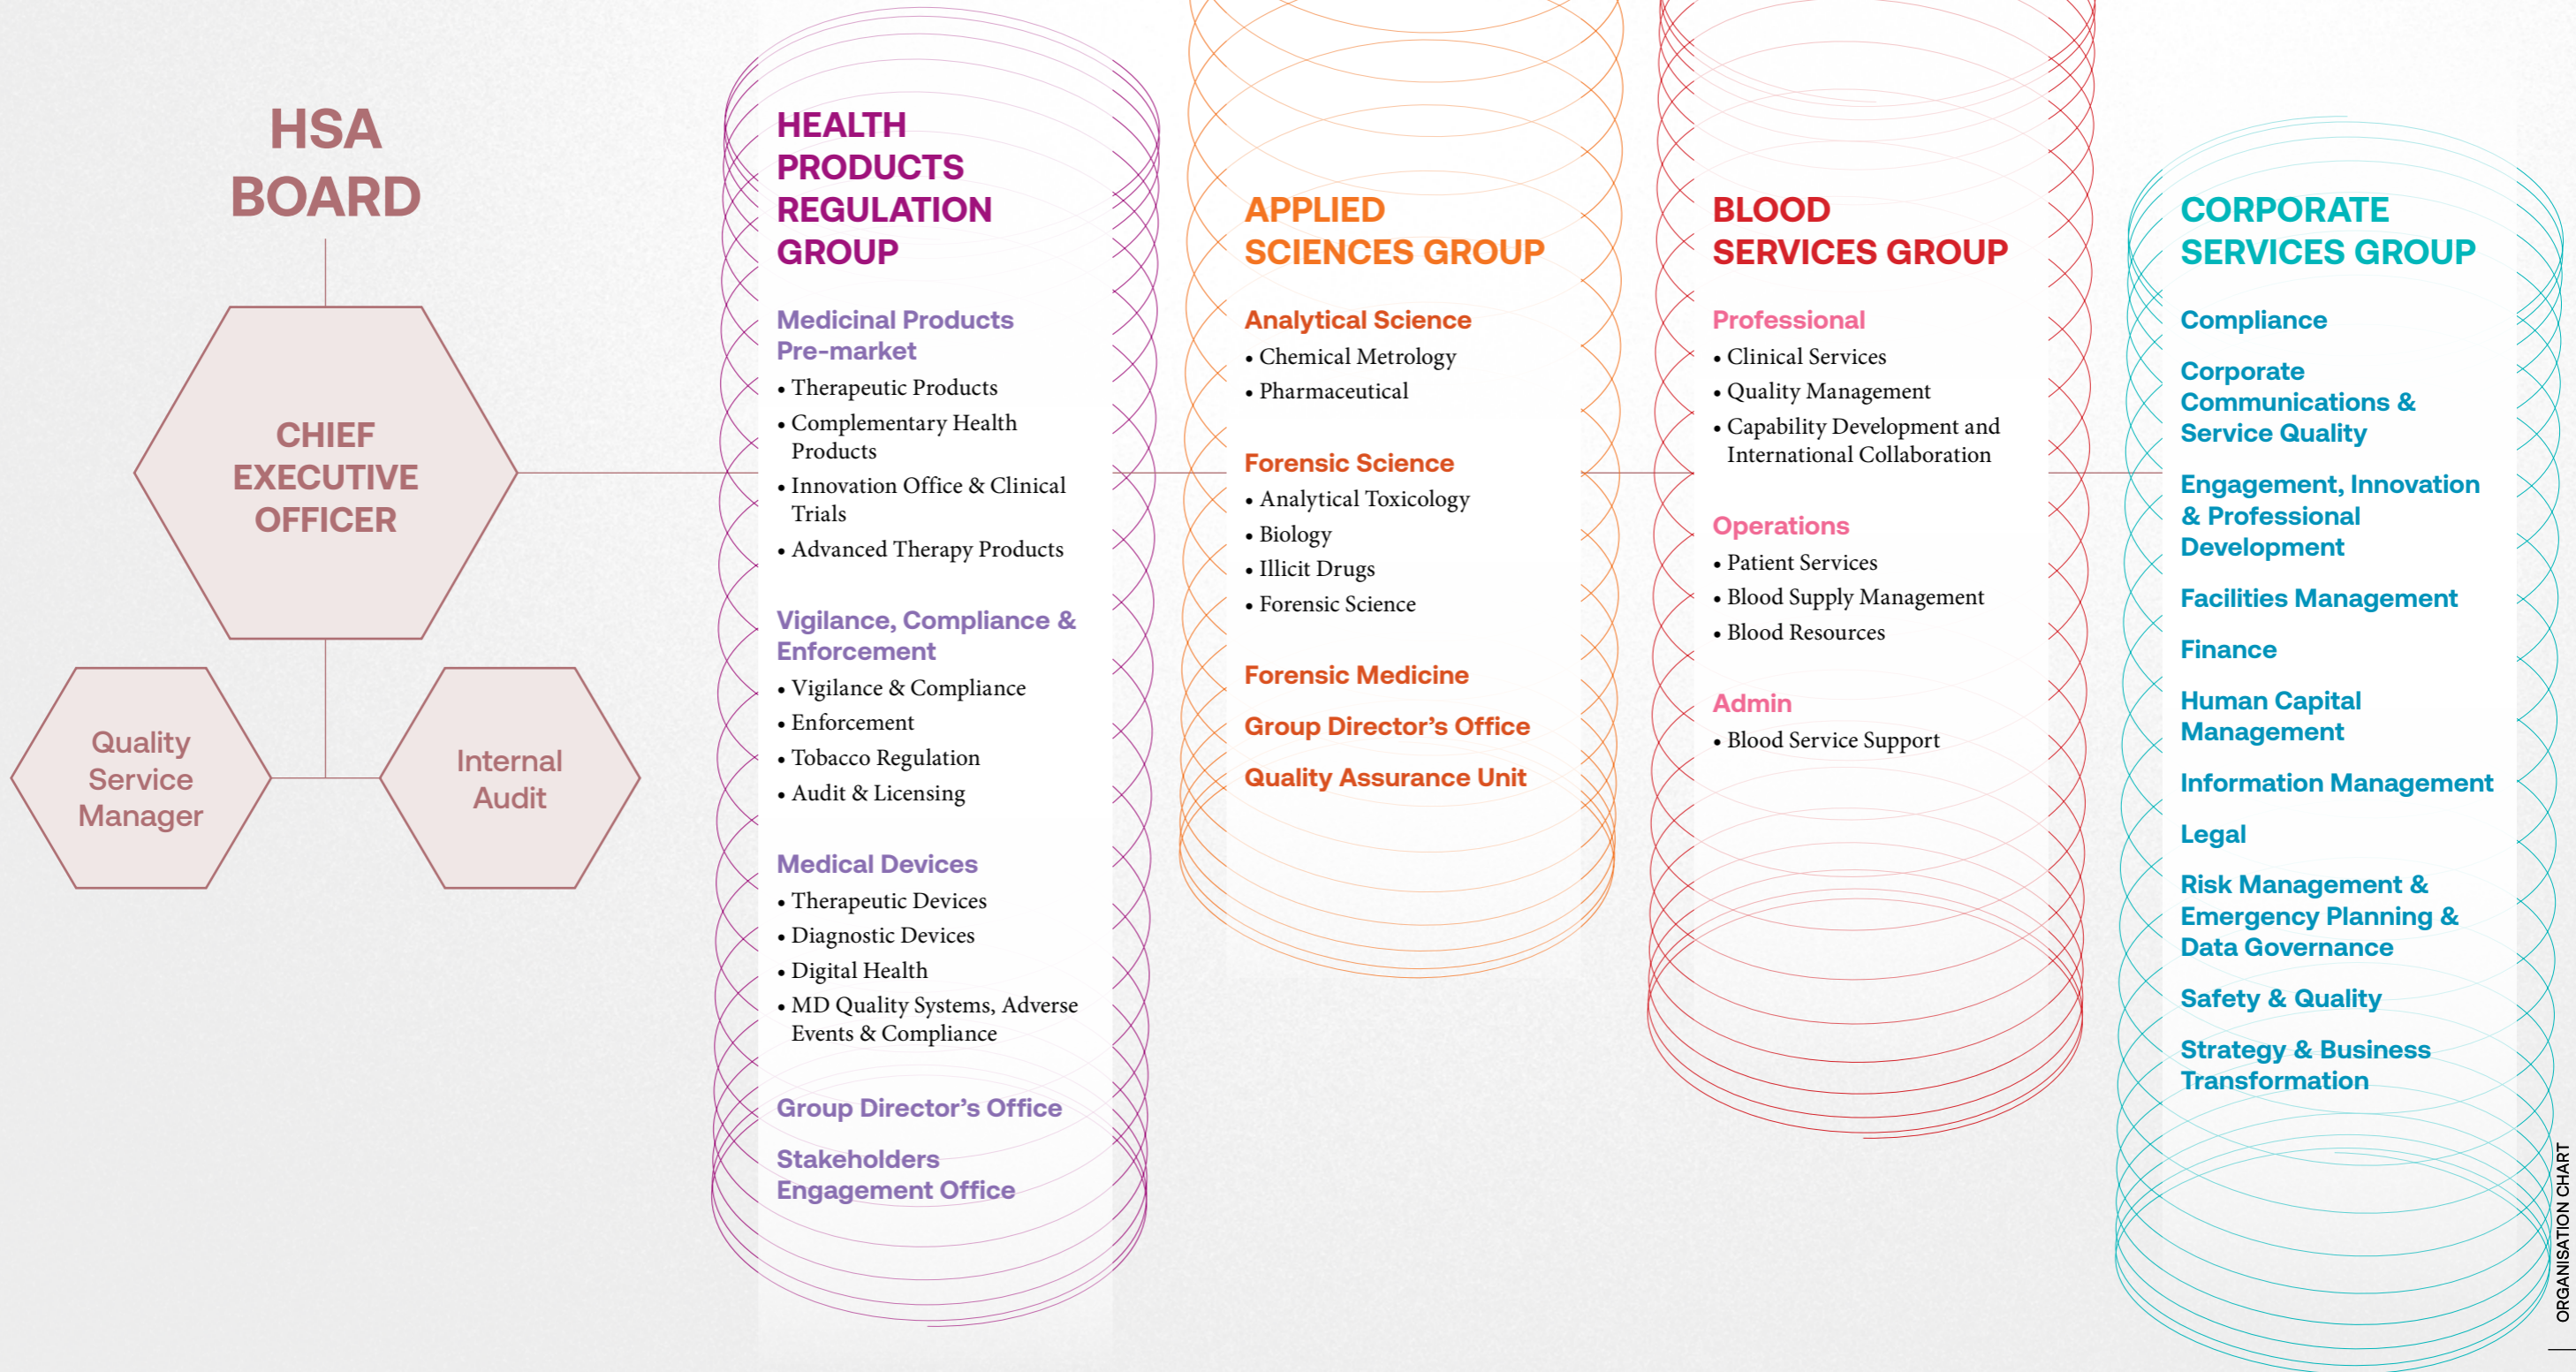 HSA
BOARD
CHIEF
EXECUTIVE
OFFICER
Quality
Service
Manager
Internal
Audit
HEALTH
PRODUCTS
REGULATION
GROUP
Medicinal Products
Pre-market
• Therapeutic Products
• Complementary Health
Products
• Innovation Office & Clinical
Trials
• Advanced Therapy Products
Vigilance, Compliance &
Enforcement
• Vigilance & Compliance
• Enforcement
• Tobacco Regulation
• Audit & Licensing
Medical Devices
• Therapeutic Devices
• Diagnostic Devices
• Digital Health
• MD Quality Systems, Adverse
Events & Compliance
Group Director’s Office
Stakeholders
Engagement Office
APPLIED
SCIENCES GROUP
Analytical Science
• Chemical Metrology
• Pharmaceutical
Forensic Science
• Analytical Toxicology
• Biology
• Illicit Drugs
• Forensic Science
Forensic Medicine
Group Director’s Office
Quality Assurance Unit
BLOOD
SERVICES GROUP
Professional
• Clinical Services
• Quality Management
• Capability Development and
International Collaboration
Operations
• Patient Services
• Blood Supply Management
• Blood Resources
Admin
• Blood Service Support
CORPORATE
SERVICES GROUP
Compliance
Corporate
Communications &
Service Quality
Engagement, Innovation
& Professional
Development
Facilities Management
Finance
Human Capital
Management
Information Management
Legal
Risk Management &
Emergency Planning &
Data Governance
Safety & Quality
Strategy & Business
Transformation
ORGANISATION CHART